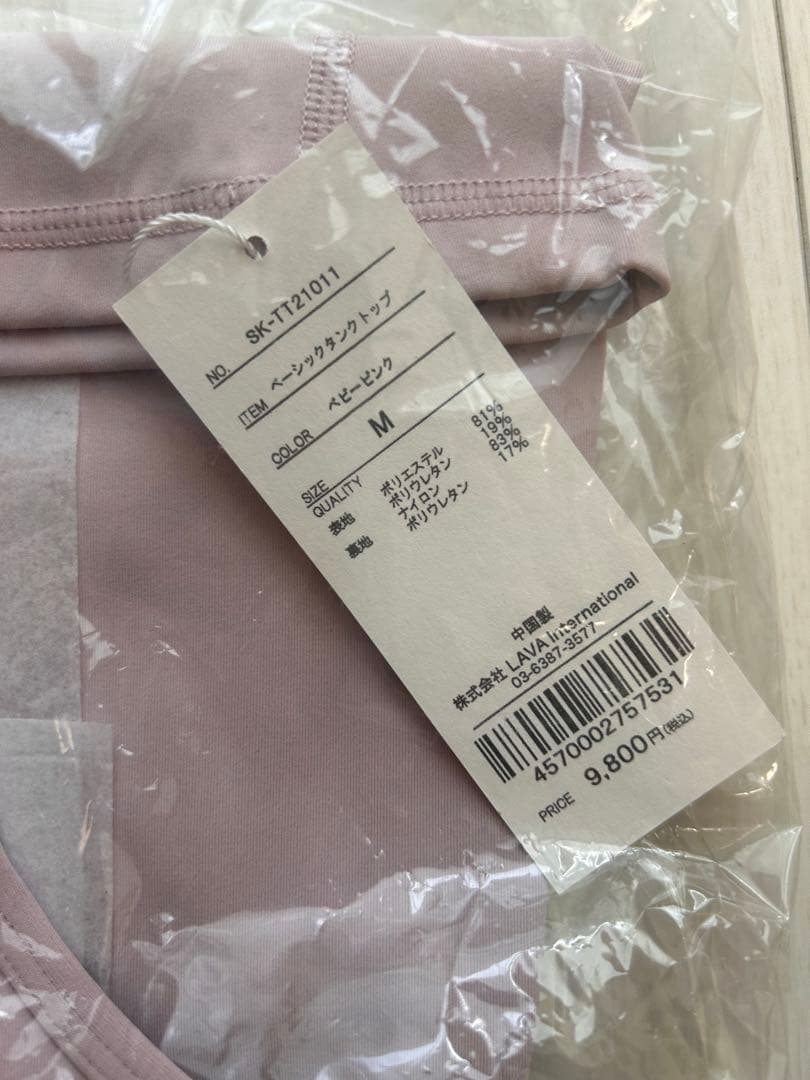 NO. SK-TT21011
ITEM ベーシックタンクトップ
COLOR ベビーピンク
SIZE M
QUALITY
表地 ポリエステル 81%
ポリウレタン 19%
裏地 ナイロン 83%
ポリウレタン 17%
中国製
株式会社 LAVA International
03-6387-3577
4570002757531
PRICE 9,800円(税込)